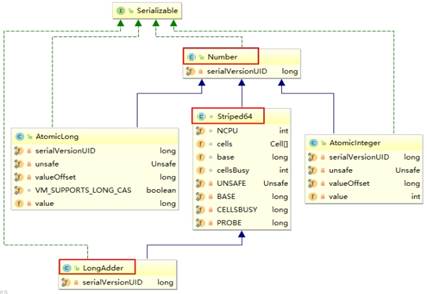 Serializable
Number
serialVersionUID long
AtomicLong
serialVersionUID long
unsafe Unsafe
valueOffset long
VM_SUPPORTS_LONG_CAS boolean
value long
Striped64
NCPU int
cells Cell[]
base long
cellsBusy int
UNSAFE Unsafe
BASE long
CELLSBUSY long
PROBE long
AtomicInteger
serialVersionUID long
unsafe Unsafe
valueOffset long
value int
LongAdder
serialVersionUID long